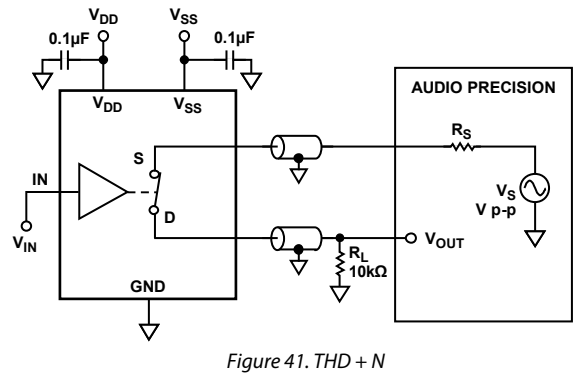 VDD
VSS
0.1µF
0.1µF
VDD
VSS
AUDIO PRECISION
RS
S
IN
VS
V p-p
D
VIN
VOUT
RL
10kΩ
GND
Figure 41. THD + N